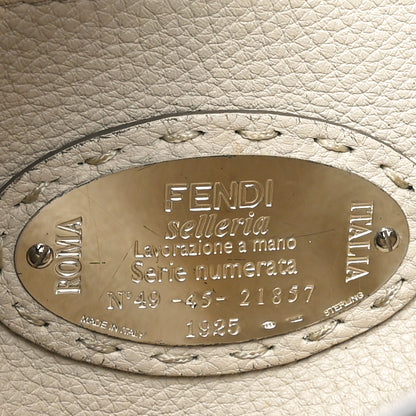 FENDI
selleria
Lavorazione a mano
Serie numerata
N° 49 -45- 21857
1925
ROMA
ITALIA
MADE IN ITALY
STERLING